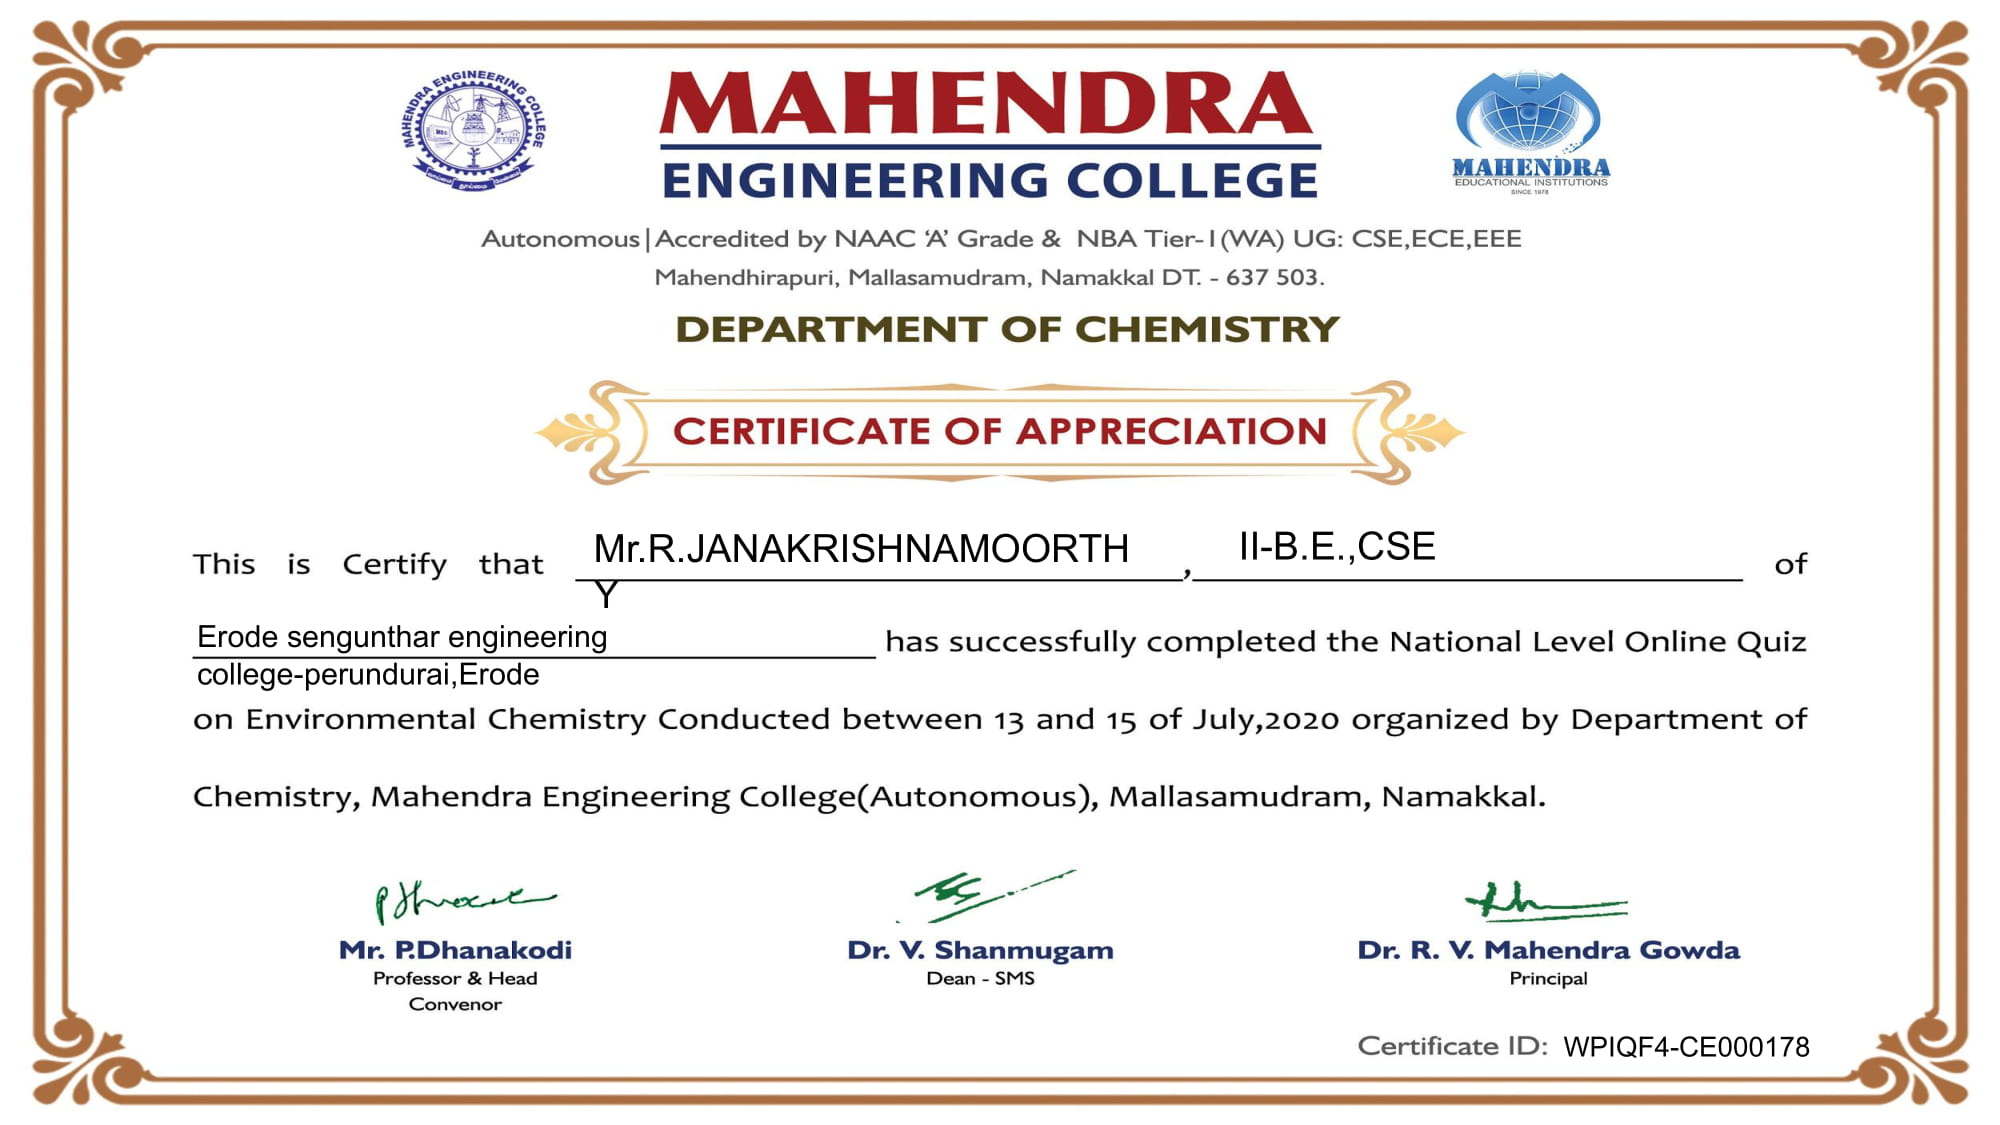 MAHENDRA ENGINEERING COLLEGE
MEC
வாய்மை தூய்மை மேன்மை
MAHENDRA
ENGINEERING COLLEGE
MAHENDRA
EDUCATIONAL INSTITUTIONS
SINCE 1978
Autonomous|Accredited by NAAC ‘A’ Grade & NBA Tier-1(WA) UG: CSE,ECE,EEE
Mahendhirapuri, Mallasamudram, Namakkal DT. - 637 503.
DEPARTMENT OF CHEMISTRY
CERTIFICATE OF APPRECIATION
This is Certify that Mr.R.JANAKRISHNAMOORTH , II-B.E.,CSE of
Y
Erode sengunthar engineering has successfully completed the National Level Online Quiz
college-perundurai,Erode
on Environmental Chemistry Conducted between 13 and 15 of July,2020 organized by Department of
Chemistry, Mahendra Engineering College(Autonomous), Mallasamudram, Namakkal.
Mr. P.Dhanakodi
Professor & Head
Convenor
Dr. V. Shanmugam
Dean - SMS
Dr. R. V. Mahendra Gowda
Principal
Certificate ID: WPIQF4-CE000178